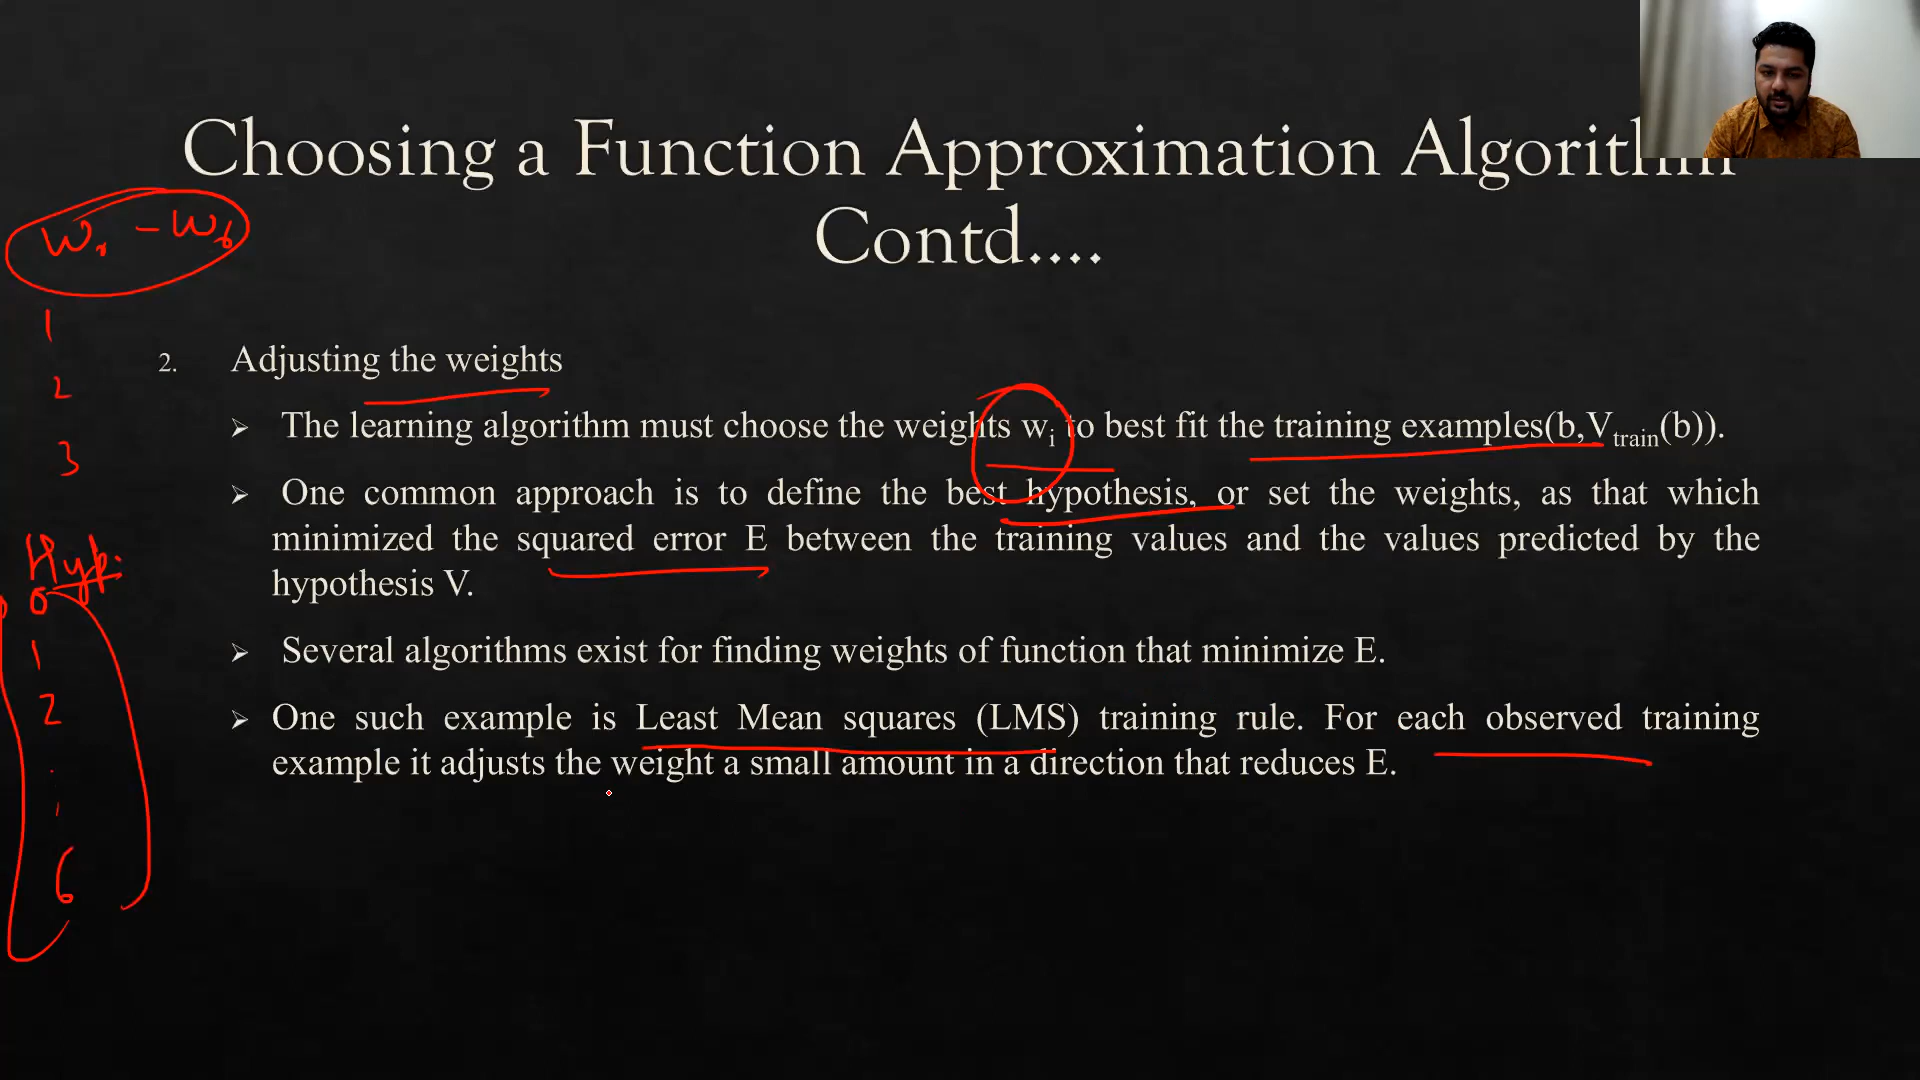 Choosing a Function Approximation Algorithm
Contd....
W₁ - W₆
1
2
3
Hyp.
0
1
2
6
2. Adjusting the weights
➢ The learning algorithm must choose the weights wᵢ to best fit the training examples(b,Vtrain(b)).
➢ One common approach is to define the best hypothesis, or set the weights, as that which
minimized the squared error E between the training values and the values predicted by the
hypothesis V.
➢ Several algorithms exist for finding weights of function that minimize E.
➢ One such example is Least Mean squares (LMS) training rule. For each observed training
example it adjusts the weight a small amount in a direction that reduces E.